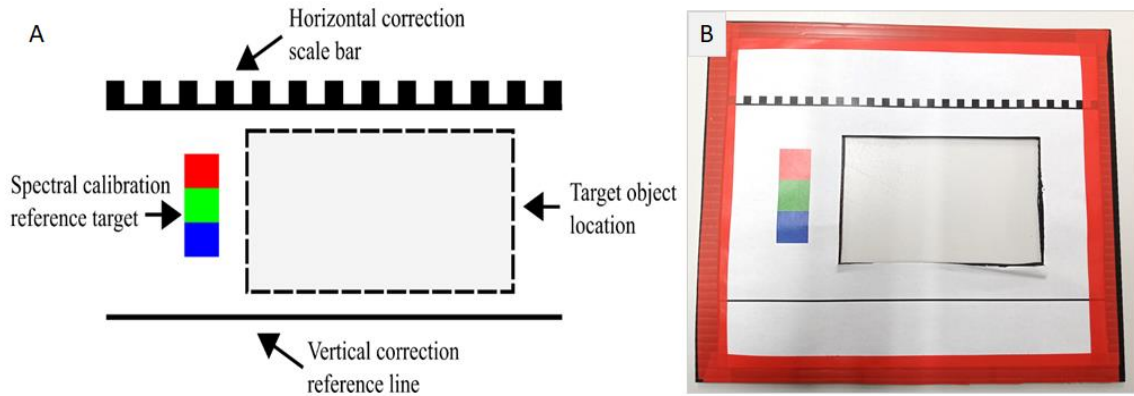 A
Horizontal correction
scale bar
Spectral calibration
reference target
Target object
location
Vertical correction
reference line
B